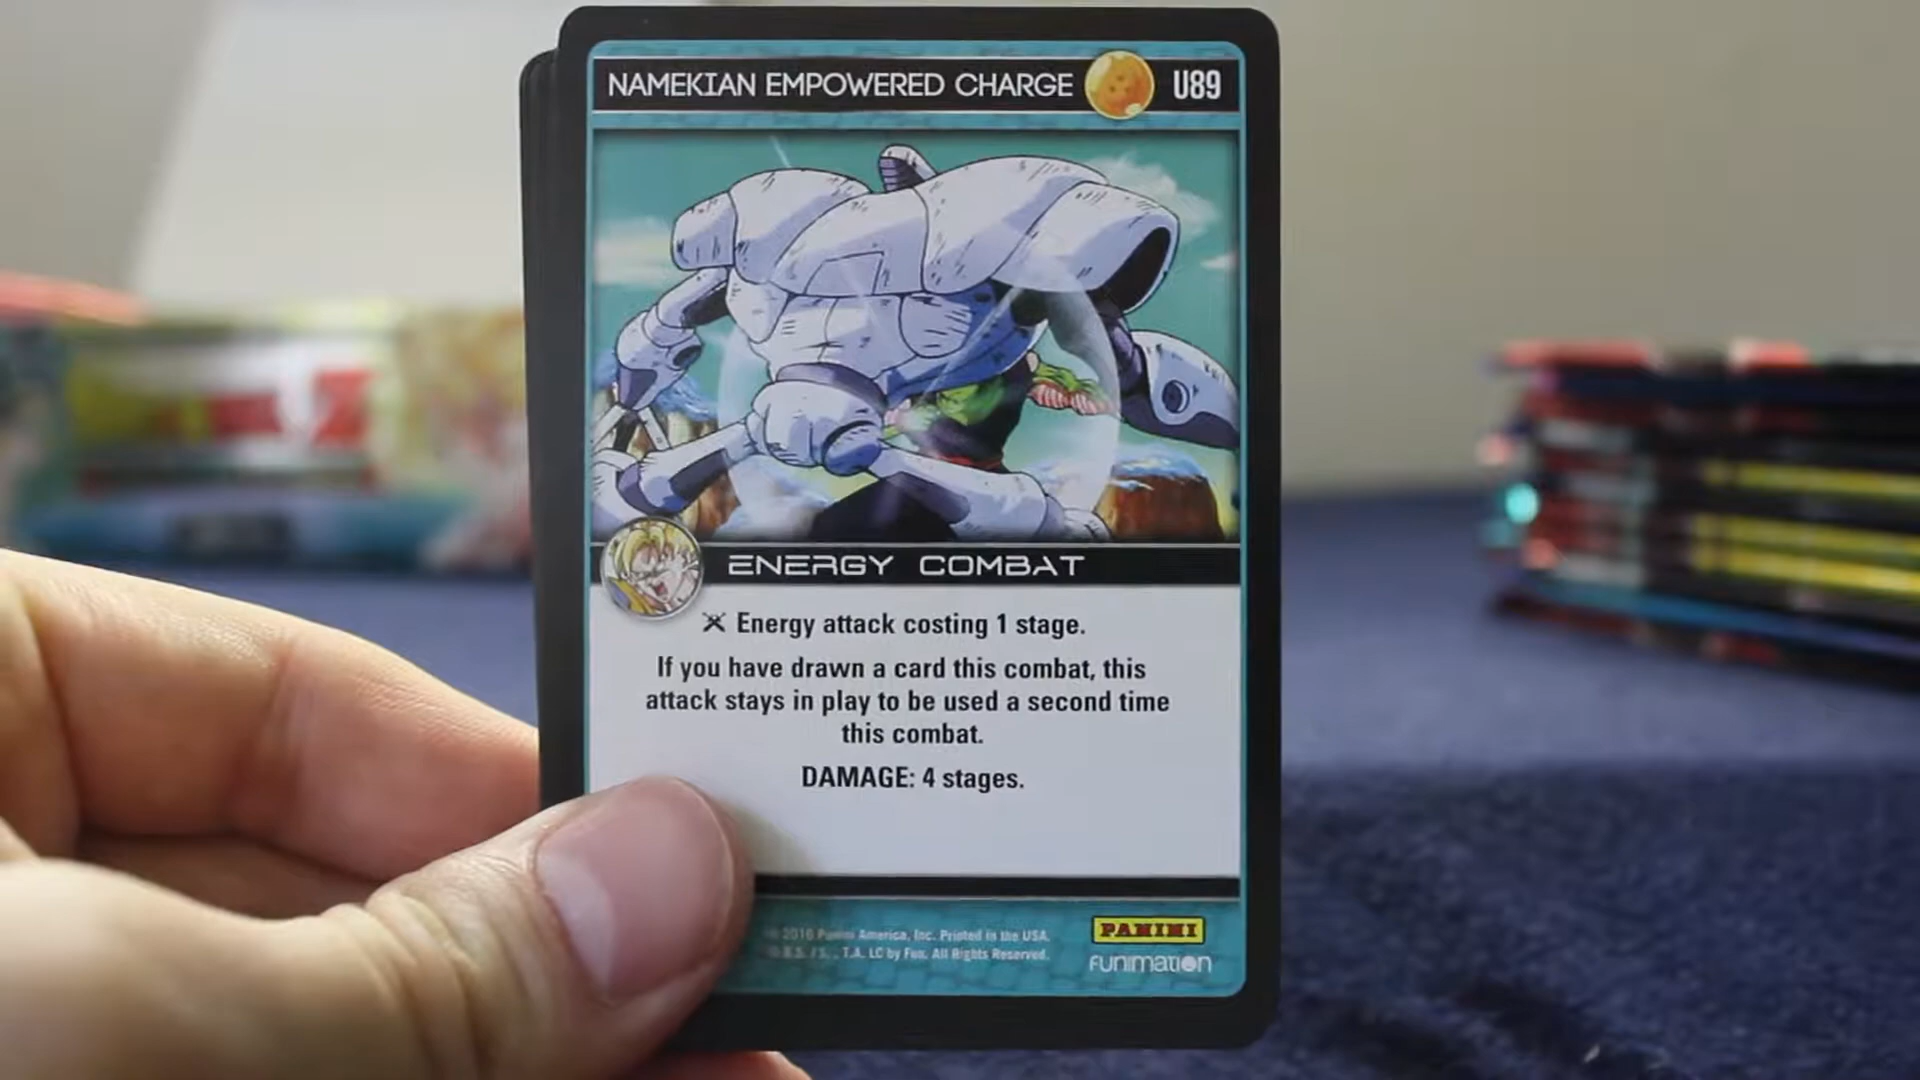 NAMEKIAN EMPOWERED CHARGE U89
ENERGY COMBAT
Energy attack costing 1 stage.
If you have drawn a card this combat, this
attack stays in play to be used a second time
this combat.
DAMAGE: 4 stages.
2016 Panini America, Inc. Printed in the USA.
T.A. LC by Fun. All Rights Reserved.
PANINI
FUNIMATION